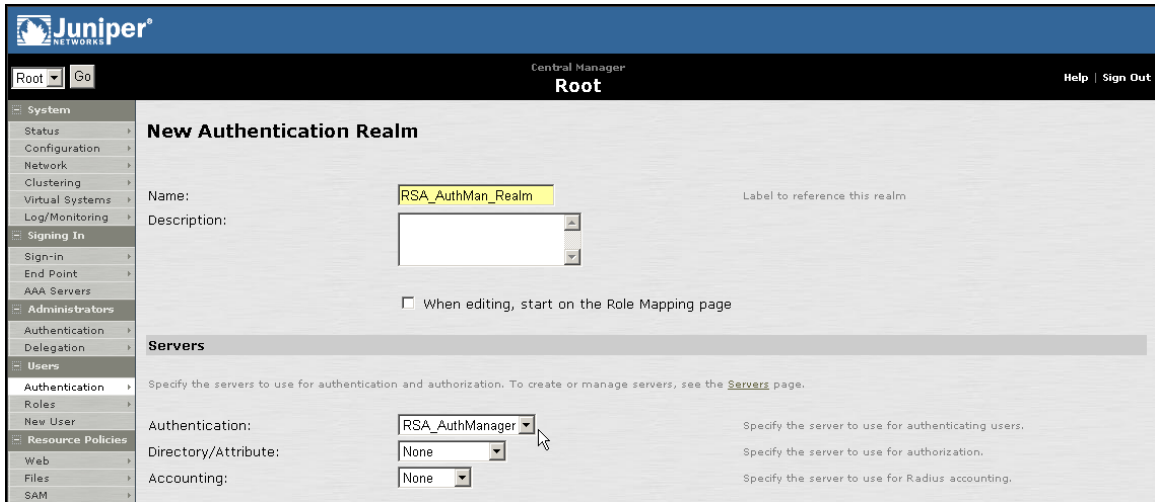 Juniper®
NETWORKS
Root Go
Central Manager
Root
Help | Sign Out
System
Status
Configuration
Network
Clustering
Virtual Systems
Log/Monitoring
Signing In
Sign-in
End Point
AAA Servers
Administrators
Authentication
Delegation
Users
Authentication
Roles
New User
Resource Policies
Web
Files
SAM
New Authentication Realm
Name: RSA_AuthMan_Realm Label to reference this realm
Description:
When editing, start on the Role Mapping page
Servers
Specify the servers to use for authentication and authorization. To create or manage servers, see the Servers page.
Authentication: RSA_AuthManager Specify the server to use for authenticating users.
Directory/Attribute: None Specify the server to use for authorization.
Accounting: None Specify the server to use for Radius accounting.